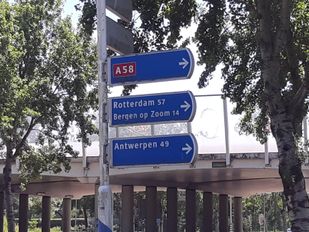 A58
Rotterdam 57
Bergen op Zoom 14
Antwerpen 49